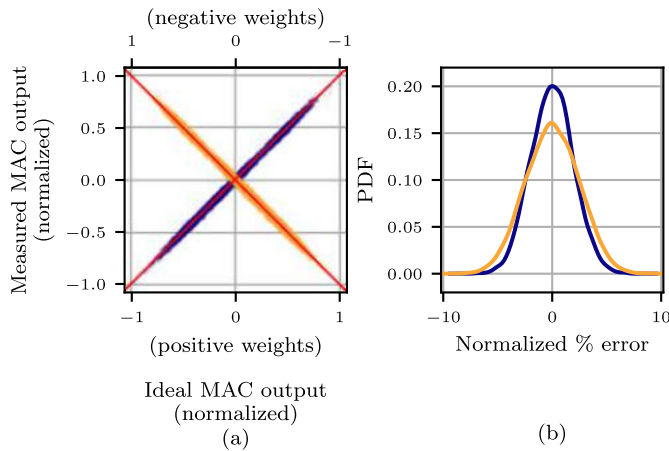 (negative weights)
1 0 −1
Measured MAC output
(normalized)
1.0
0.5
0.0
−0.5
−1.0
−1 0 1
(positive weights)
Ideal MAC output
(normalized)
(a)
PDF
0.20
0.15
0.10
0.05
0.00
−10 0 10
Normalized % error
(b)